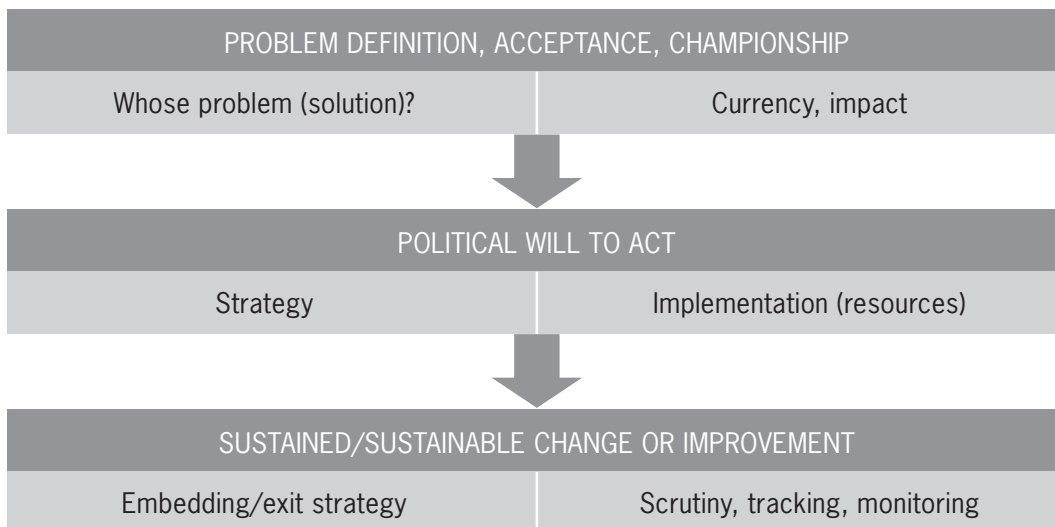 PROBLEM DEFINITION, ACCEPTANCE, CHAMPIONSHIP
Whose problem (solution)?
Currency, impact
POLITICAL WILL TO ACT
Strategy
Implementation (resources)
SUSTAINED/SUSTAINABLE CHANGE OR IMPROVEMENT
Embedding/exit strategy
Scrutiny, tracking, monitoring